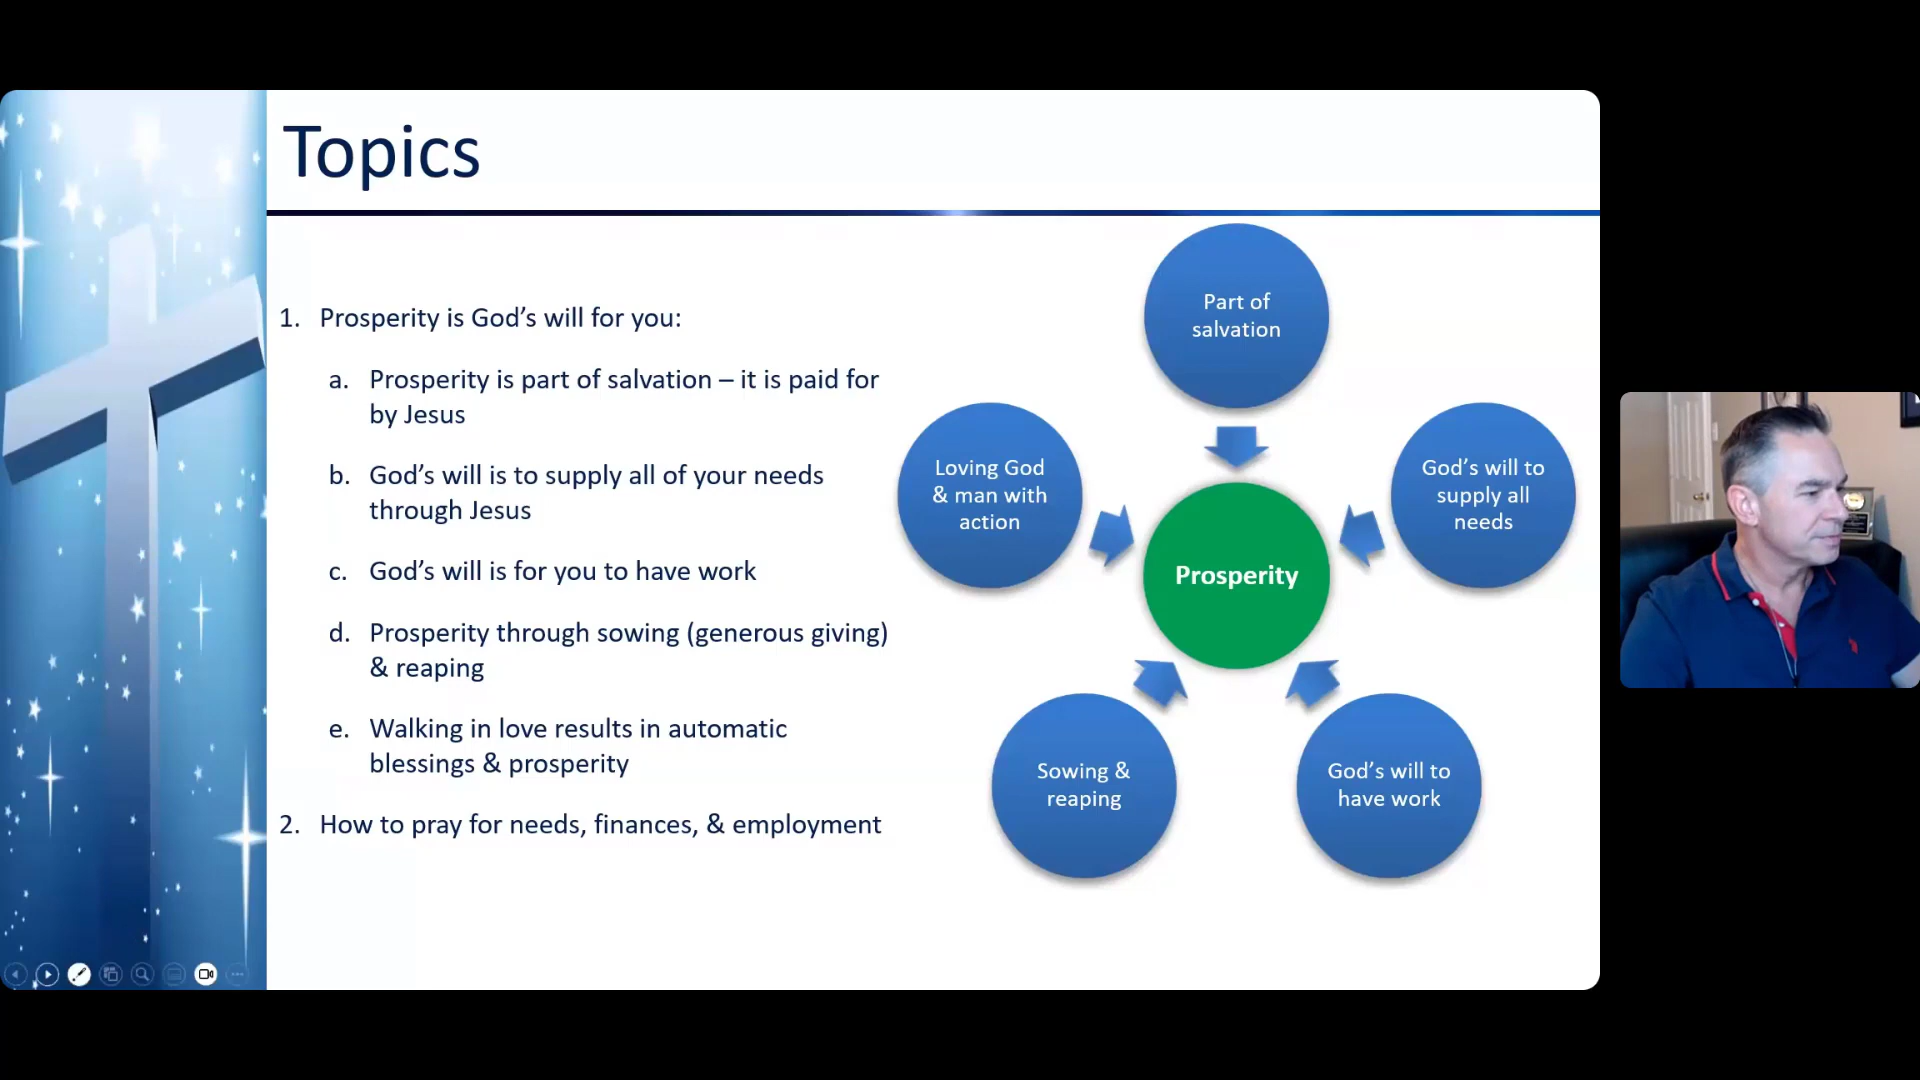 Topics
1. Prosperity is God’s will for you:
a. Prosperity is part of salvation – it is paid for
by Jesus
b. God’s will is to supply all of your needs
through Jesus
c. God’s will is for you to have work
d. Prosperity through sowing (generous giving)
& reaping
e. Walking in love results in automatic
blessings & prosperity
2. How to pray for needs, finances, & employment
Part of
salvation
Loving God
& man with
action
God’s will to
supply all
needs
Prosperity
Sowing &
reaping
God’s will to
have work